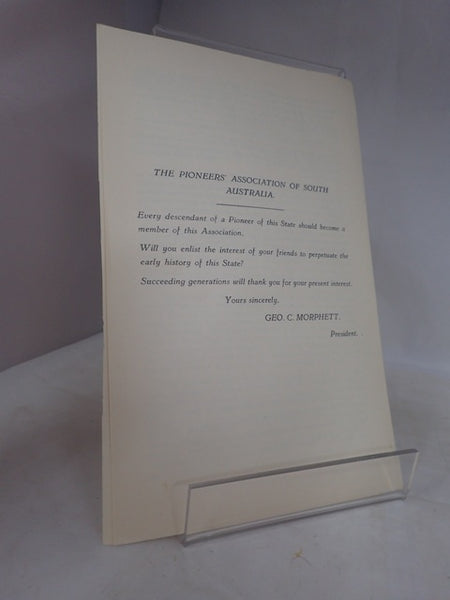 THE PIONEERS' ASSOCIATION OF SOUTH
AUSTRALIA.
Every descendant of a Pioneer of this State should become a
member of this Association.
Will you enlist the interest of your friends to perpetuate the
early history of this State?
Succeeding generations will thank you for your present interest.
Yours sincerely,
GEO. C. MORPHETT.
President.